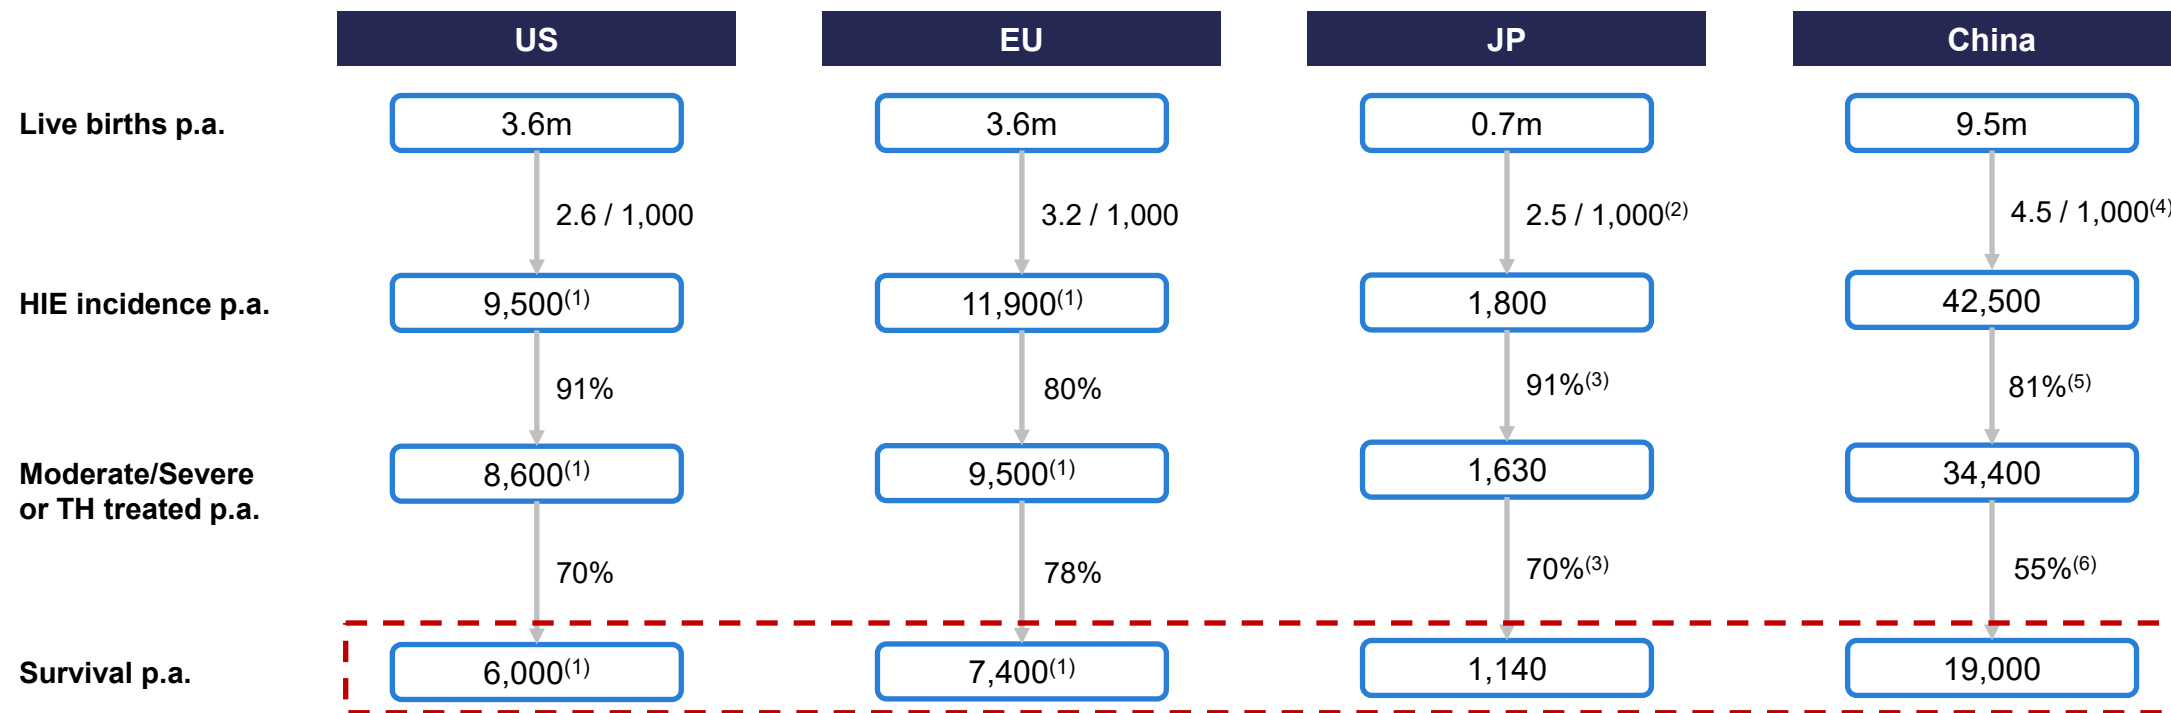 US EU JP China
Live births p.a. 3.6m 3.6m 0.7m 9.5m
2.6 / 1,000 3.2 / 1,000 2.5 / 1,000(2) 4.5 / 1,000(4)
HIE incidence p.a. 9,500(1) 11,900(1) 1,800 42,500
91% 80% 91%(3) 81%(5)
Moderate/Severe
or TH treated p.a. 8,600(1) 9,500(1) 1,630 34,400
70% 78% 70%(3) 55%(6)
Survival p.a. 6,000(1) 7,400(1) 1,140 19,000